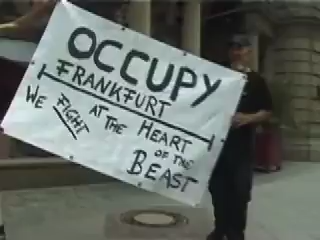 OCCUPY
FRANKFURT
WE FIGHT AT THE HEART
OF THE
BEAST